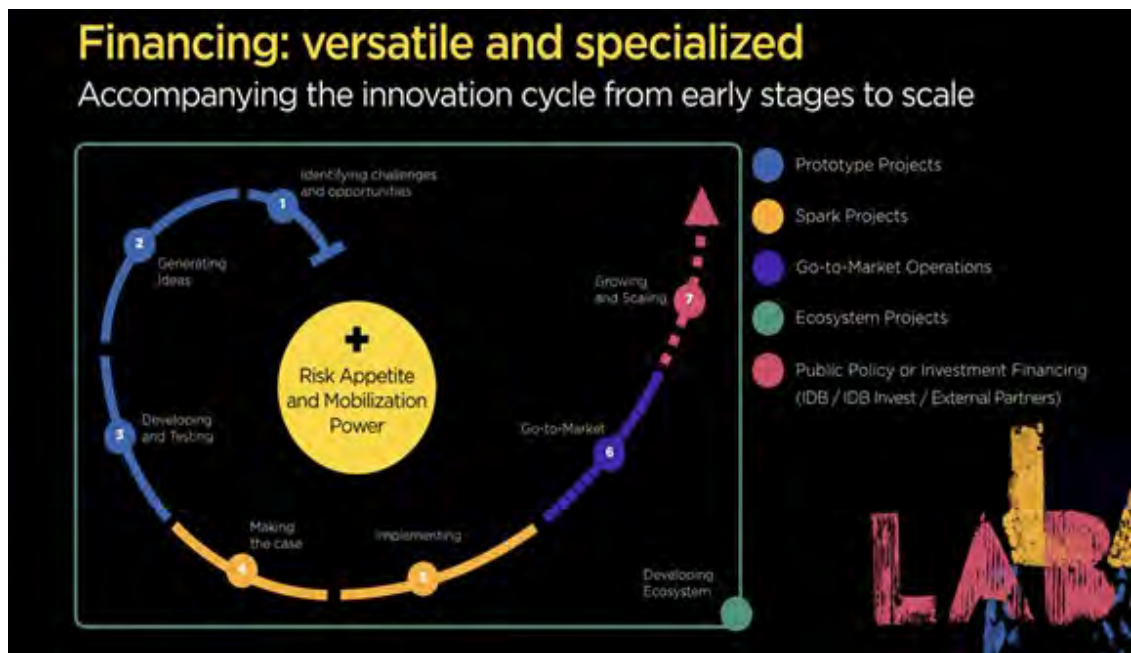 Financing: versatile and specialized
Accompanying the innovation cycle from early stages to scale
1
Identifying challenges
and opportunities
2
Generating
Ideas
3
Developing
and Testing
4
Making
the case
5
Implementing
6
Go-to-Market
7
Growing
and Scaling
+
Risk Appetite
and Mobilization
Power
Developing
Ecosystem
Prototype Projects
Spark Projects
Go-to-Market Operations
Ecosystem Projects
Public Policy or Investment Financing
(IDB / IDB Invest / External Partners)
LAB